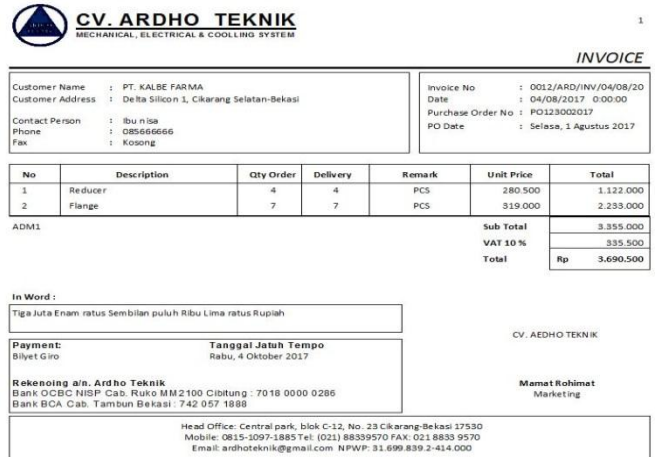 CV. ARDHO TEKNIK
MECHANICAL, ELECTRICAL & COOLLING SYSTEM
1
INVOICE
Customer Name : PT. KALBE FARMA
Customer Address : Delta Silicon 1, Cikarang Selatan-Bekasi
Contact Person : Ibu nisa
Phone : 085666666
Fax : Kosong
Invoice No : 0012/ARD/INV/04/08/20
Date : 04/08/2017 0:00:00
Purchase Order No : PO123002017
PO Date : Selasa, 1 Agustus 2017
No Description Qty Order Delivery Remark Unit Price Total
1 Reducer 4 4 PCS 280.500 1.122.000
2 Flange 7 7 PCS 319.000 2.233.000
ADM1 Sub Total 3.355.000
VAT 10 % 335.500
Total Rp 3.690.500
In Word :
Tiga Juta Enam ratus Sembilan puluh Ribu Lima ratus Rupiah
CV. AEDHO TEKNIK
Payment: Tanggal Jatuh Tempo
Bilyet Giro Rabu, 4 Oktober 2017
Rekenoing a/n. Ardho Teknik
Bank OCBC NISP Cab. Ruko MM2100 Cibitung : 7018 0000 0286
Bank BCA Cab. Tambun Bekasi : 742 057 1888
Mamat Rohimat
Marketing
Head Office: Central park, blok C-12, No. 23 Cikarang-Bekasi 17530
Mobile: 0815-1097-1885 Tel: (021) 88339570 FAX: 021 8833 9570
Email: ardhoteknik@gmail.com NPWP: 31.699.839.2-414.000